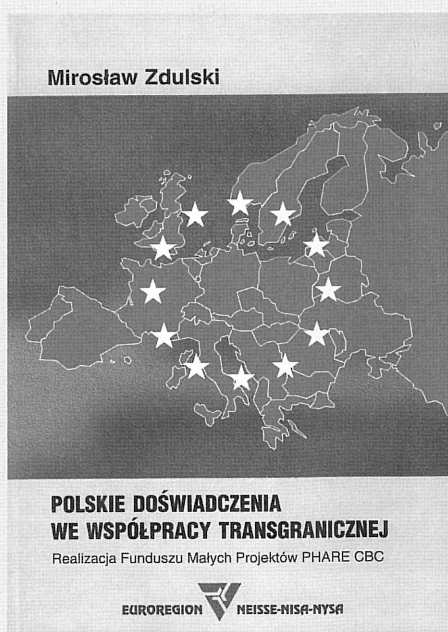 Mirosław Zdulski
POLSKIE DOŚWIADCZENIA
WE WSPÓŁPRACY TRANSGRANICZNEJ
Realizacja Funduszu Małych Projektów PHARE CBC
EUROREGION NEISSE-NISA-NYSA